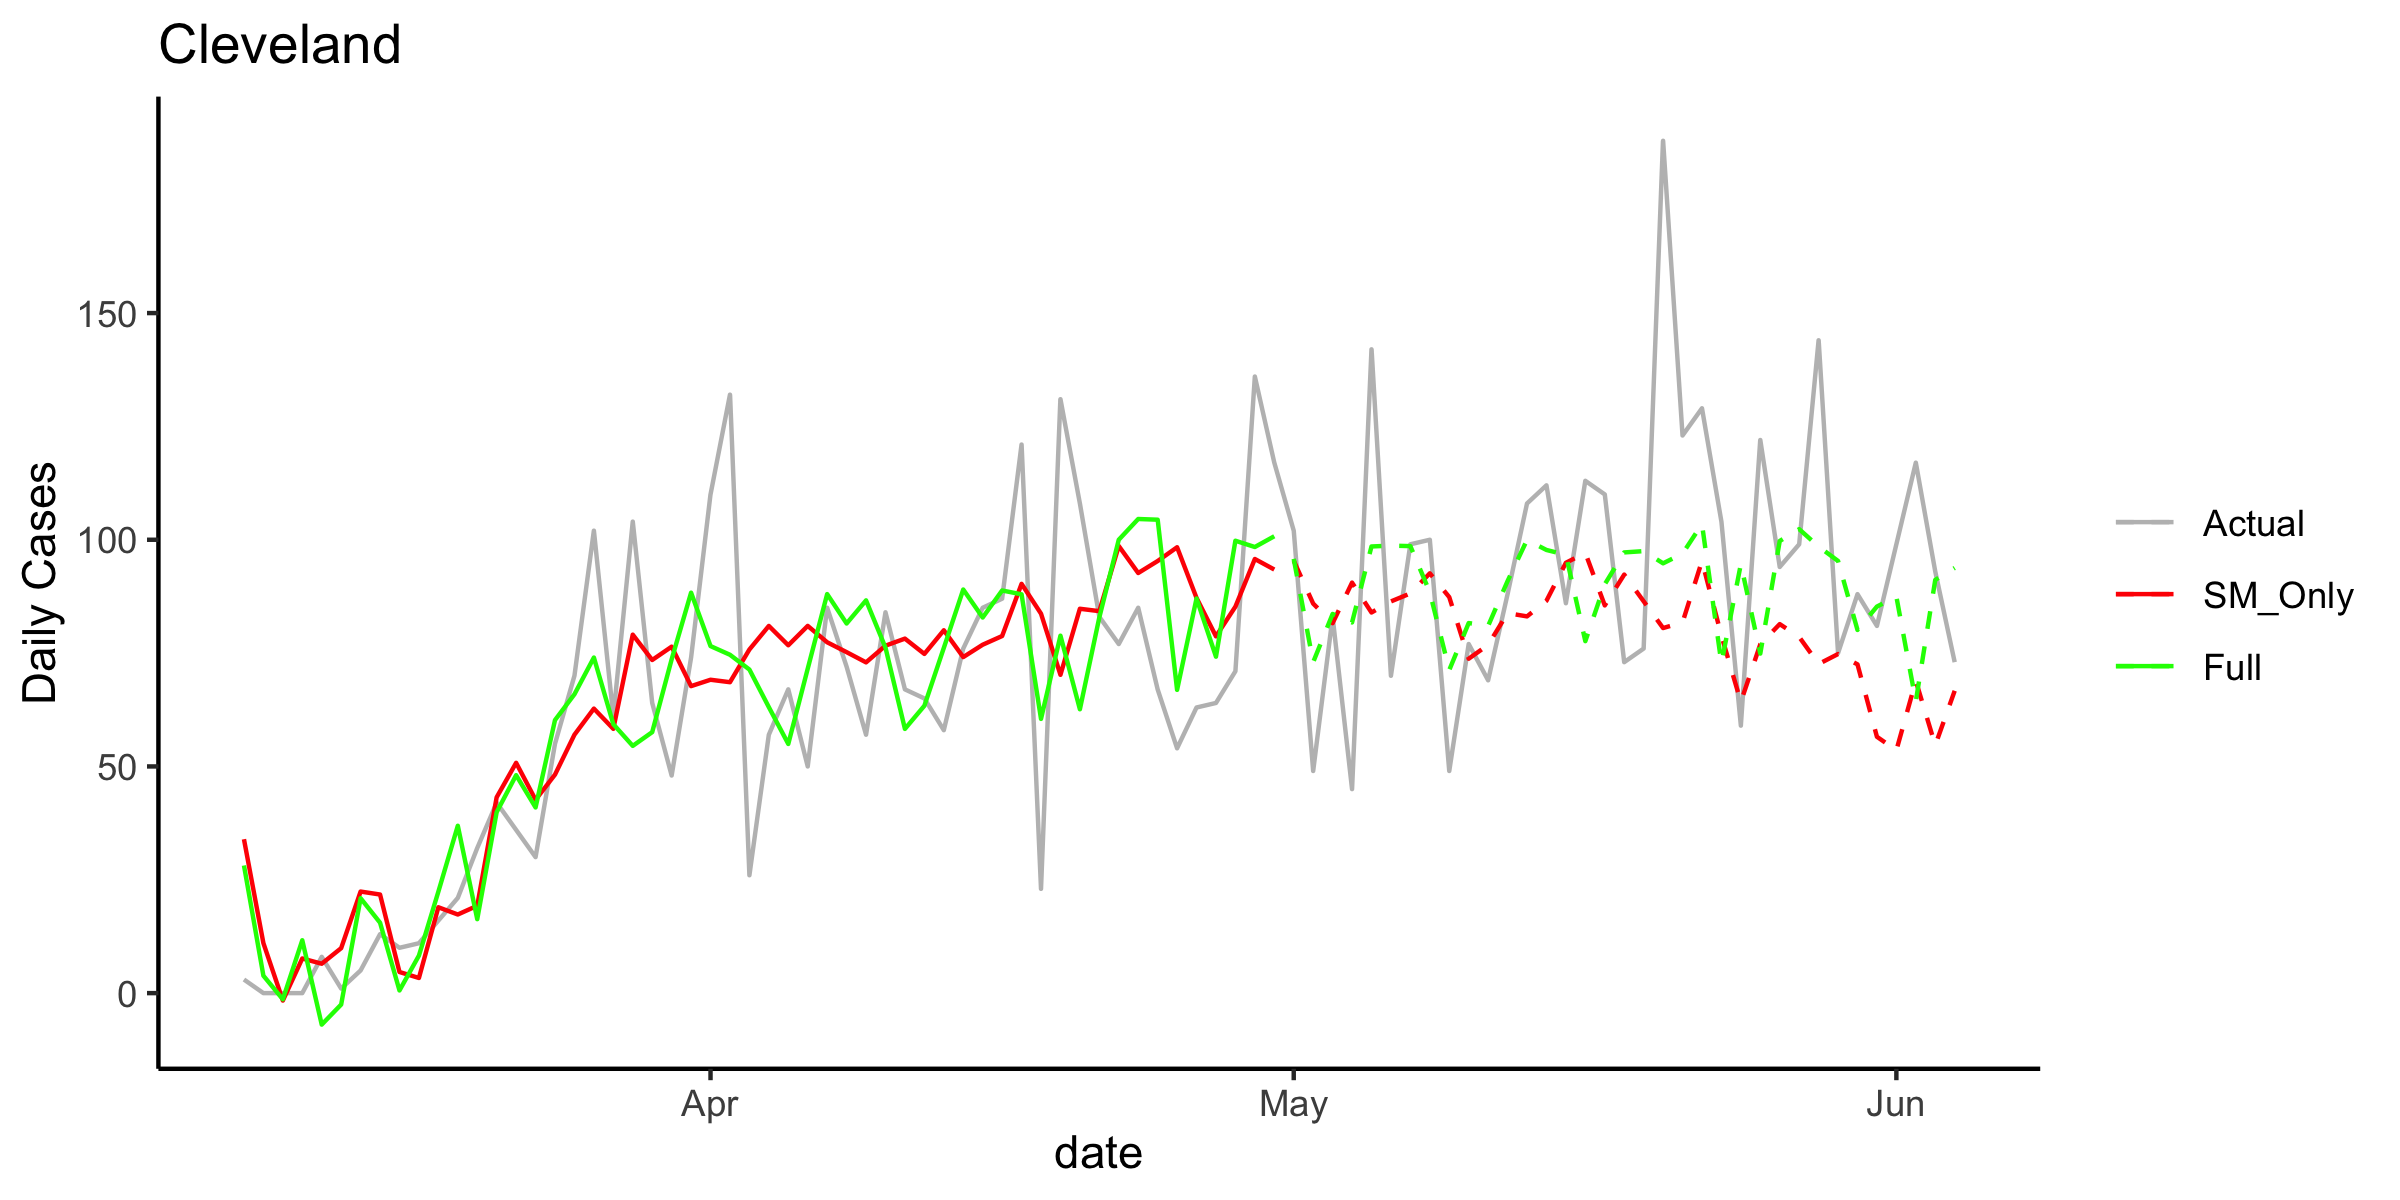 Cleveland
Daily Cases
150
100
50
0
Apr
May
Jun
date
Actual
SM_Only
Full